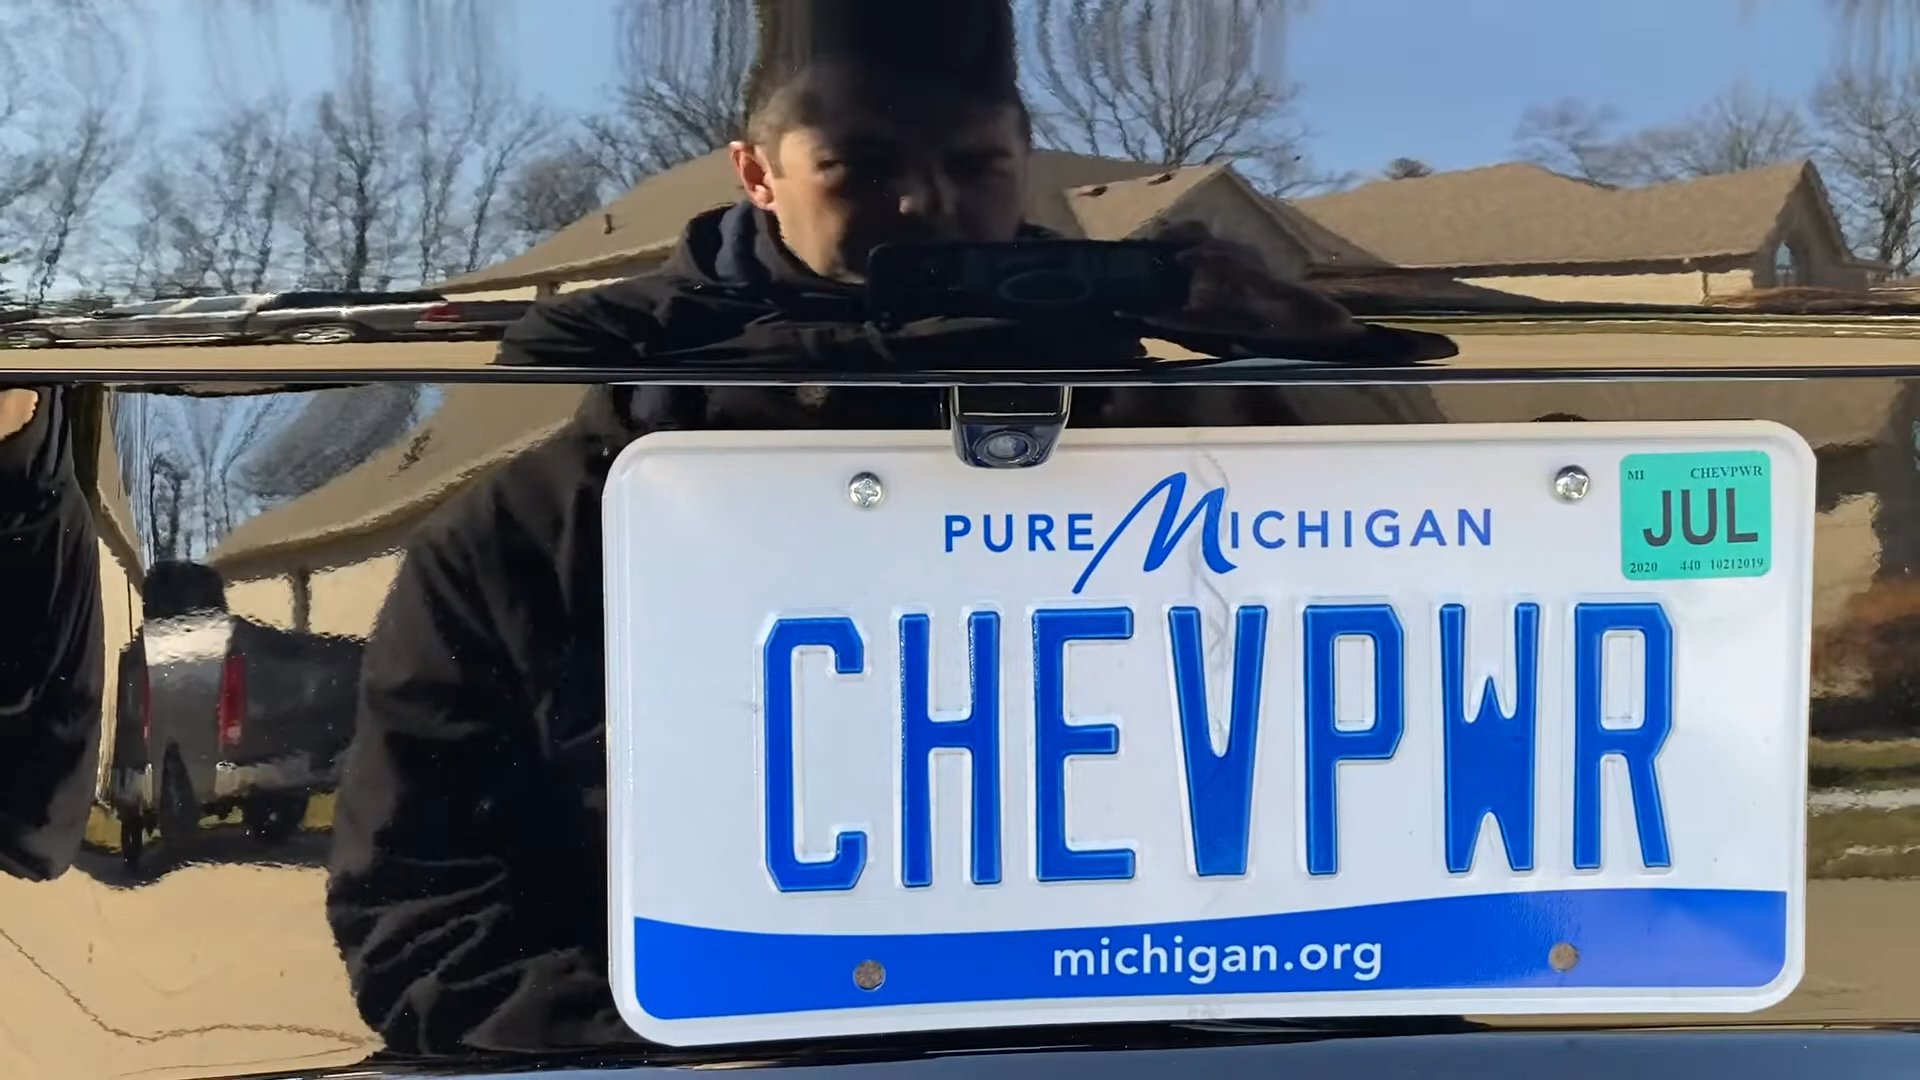 PURE MICHIGAN
MI CHEVPWR
JUL
2020 440 10212019
CHEVPWR
michigan.org